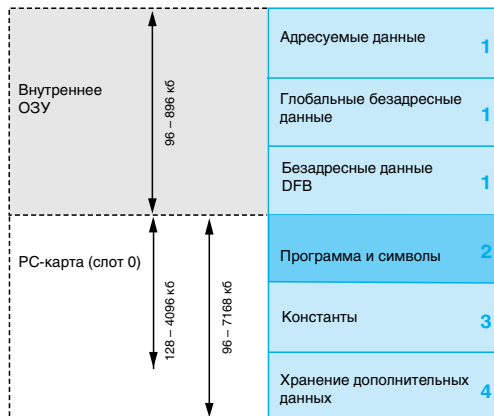 Адресуемые данные
1
Внутреннее
ОЗУ
96 – 896 кб
Глобальные безадресные
данные
1
Безадресные данные
DFB
1
PC-карта (слот 0)
128 – 4096 кб
96 – 7168 кб
Программа и символы
2
Константы
3
Хранение дополнительных
данных
4